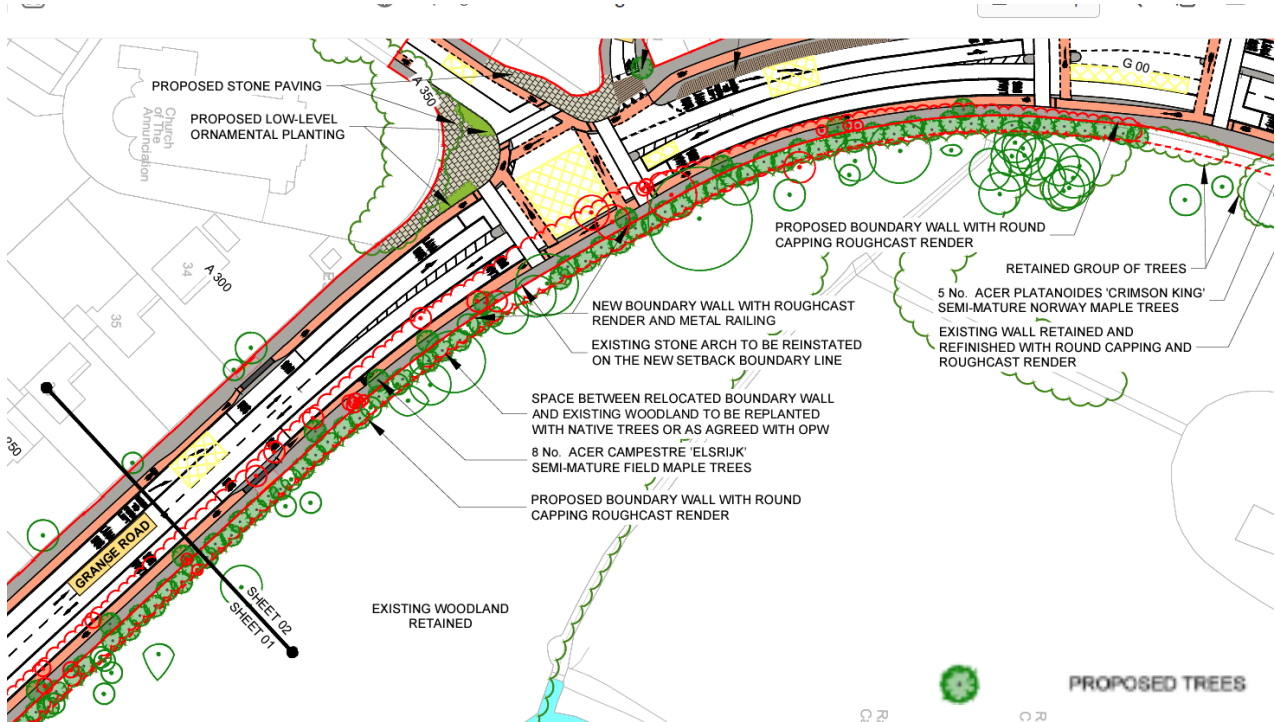 PROPOSED STONE PAVING
PROPOSED LOW-LEVEL
ORNAMENTAL PLANTING
Church
of The
Annunciation
A 350
G 00
34
A 300
35
PROPOSED BOUNDARY WALL WITH ROUND
CAPPING ROUGHCAST RENDER
RETAINED GROUP OF TREES
5 No. ACER PLATANOIDES 'CRIMSON KING'
SEMI-MATURE NORWAY MAPLE TREES
EXISTING WALL RETAINED AND
REFINISHED WITH ROUND CAPPING AND
ROUGHCAST RENDER
NEW BOUNDARY WALL WITH ROUGHCAST
RENDER AND METAL RAILING
EXISTING STONE ARCH TO BE REINSTATED
ON THE NEW SETBACK BOUNDARY LINE
SPACE BETWEEN RELOCATED BOUNDARY WALL
AND EXISTING WOODLAND TO BE REPLANTED
WITH NATIVE TREES OR AS AGREED WITH OPW
8 No. ACER CAMPESTRE 'ELSRIJK'
SEMI-MATURE FIELD MAPLE TREES
PROPOSED BOUNDARY WALL WITH ROUND
CAPPING ROUGHCAST RENDER
250
GRANGE ROAD
SHEET 02
SHEET 01
EXISTING WOODLAND
RETAINED
PROPOSED TREES